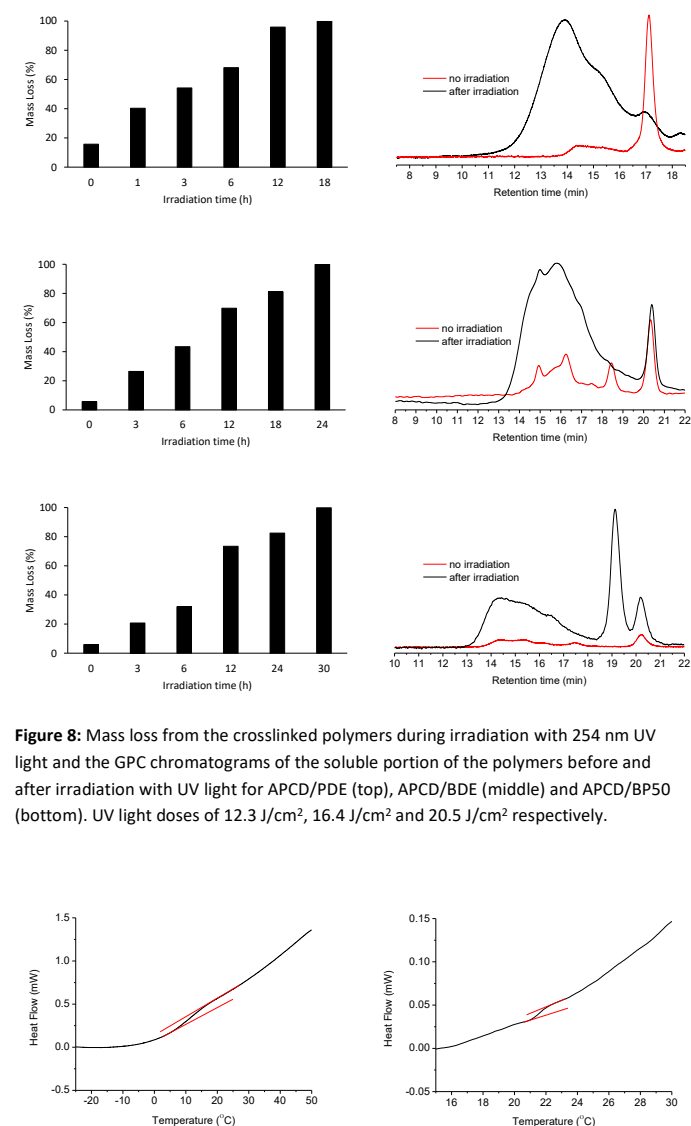 100
80
60
40
20
0
Mass Loss (%)
0 1 3 6 12 18
Irradiation time (h)
no irradiation
after irradiation
8 9 10 11 12 13 14 15 16 17 18
Retention time (min)
100
80
60
40
20
0
Mass Loss (%)
0 3 6 12 18 24
Irradiation time (h)
no irradiation
after irradiation
8 9 10 11 12 13 14 15 16 17 18 19 20 21 22
Retention time (min)
100
80
60
40
20
0
Mass Loss (%)
0 3 6 12 24 30
Irradiation time (h)
no irradiation
after irradiation
10 11 12 13 14 15 16 17 18 19 20 21 22
Retention time (min)
Figure 8: Mass loss from the crosslinked polymers during irradiation with 254 nm UV
light and the GPC chromatograms of the soluble portion of the polymers before and
after irradiation with UV light for APCD/PDE (top), APCD/BDE (middle) and APCD/BP50
(bottom). UV light doses of 12.3 J/cm², 16.4 J/cm² and 20.5 J/cm² respectively.
1.5
1.0
0.5
0.0
-0.5
Heat Flow (mW)
-20 -10 0 10 20 30 40 50
Temperature (°C)
0.15
0.10
0.05
0.00
-0.05
Heat Flow (mW)
16 18 20 22 24 26 28 30
Temperature (°C)